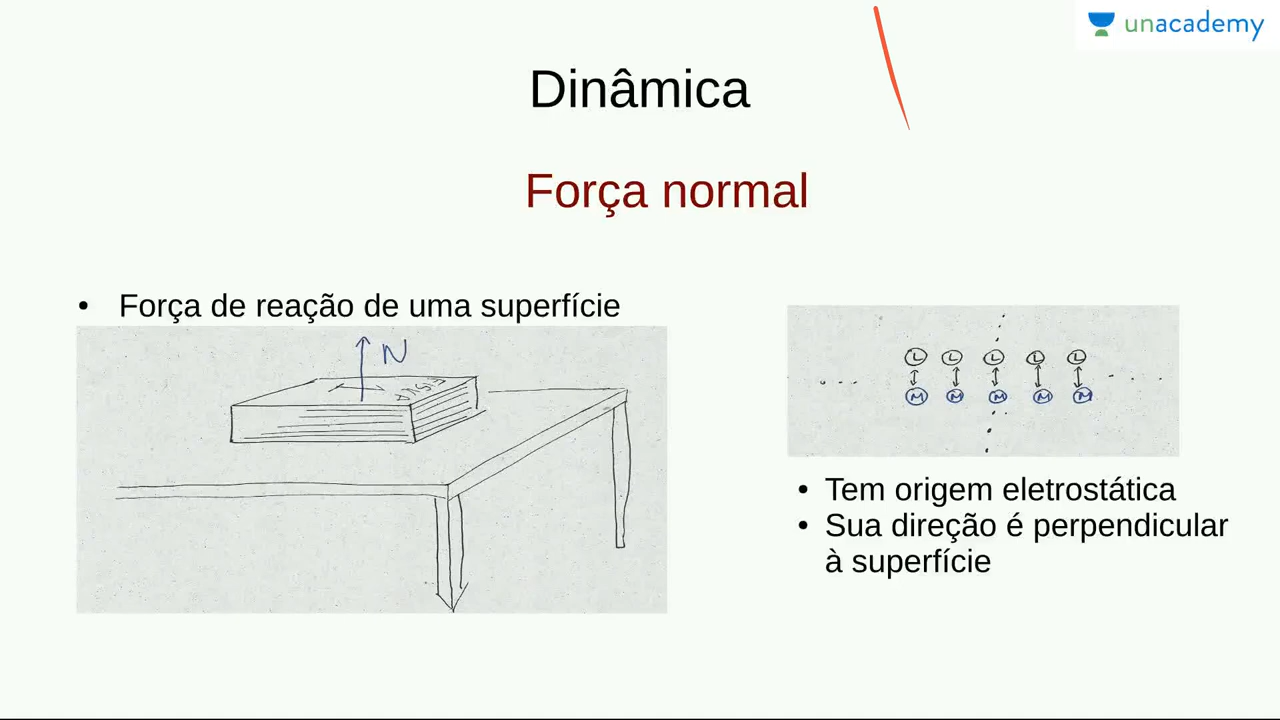 unacademy
Dinâmica
Força normal
• Força de reação de uma superfície
N
L L L L L
M M M M M
• Tem origem eletrostática
• Sua direção é perpendicular
à superfície